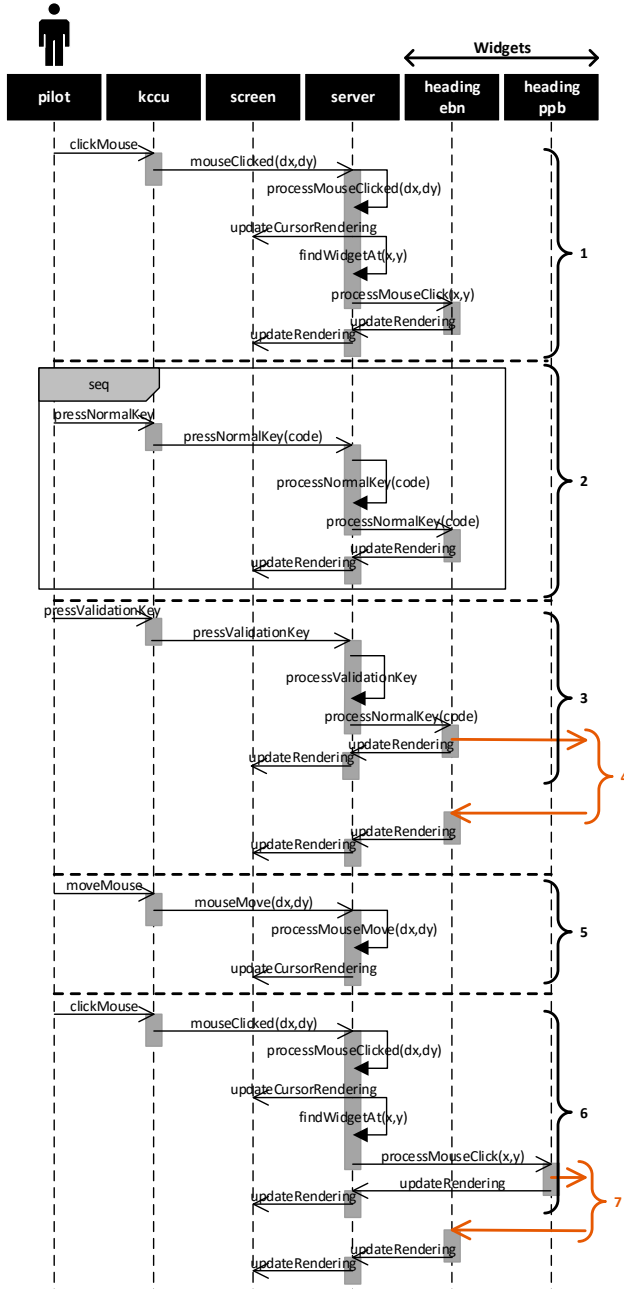 Widgets
pilot
kccu
screen
server
heading
ebn
heading
ppb
clickMouse
mouseClicked(dx,dy)
processMouseClicked(dx,dy)
updateCursorRendering
findWidgetAt(x,y)
1
processMouseClick(x,y)
updateRendering
updateRendering
seq
pressNormalKey
pressNormalKey(code)
2
processNormalKey(code)
processNormalKey(code)
updateRendering
updateRendering
pressValidationKey
pressValidationKey
processValidationKey
3
processNormalKey(code)
updateRendering
updateRendering
4
updateRendering
updateRendering
moveMouse
mouseMove(dx,dy)
processMouseMove(dx,dy)
5
updateCursorRendering
clickMouse
mouseClicked(dx,dy)
processMouseClicked(dx,dy)
updateCursorRendering
6
findWidgetAt(x,y)
processMouseClick(x,y)
updateRendering
updateRendering
7
updateRendering
updateRendering